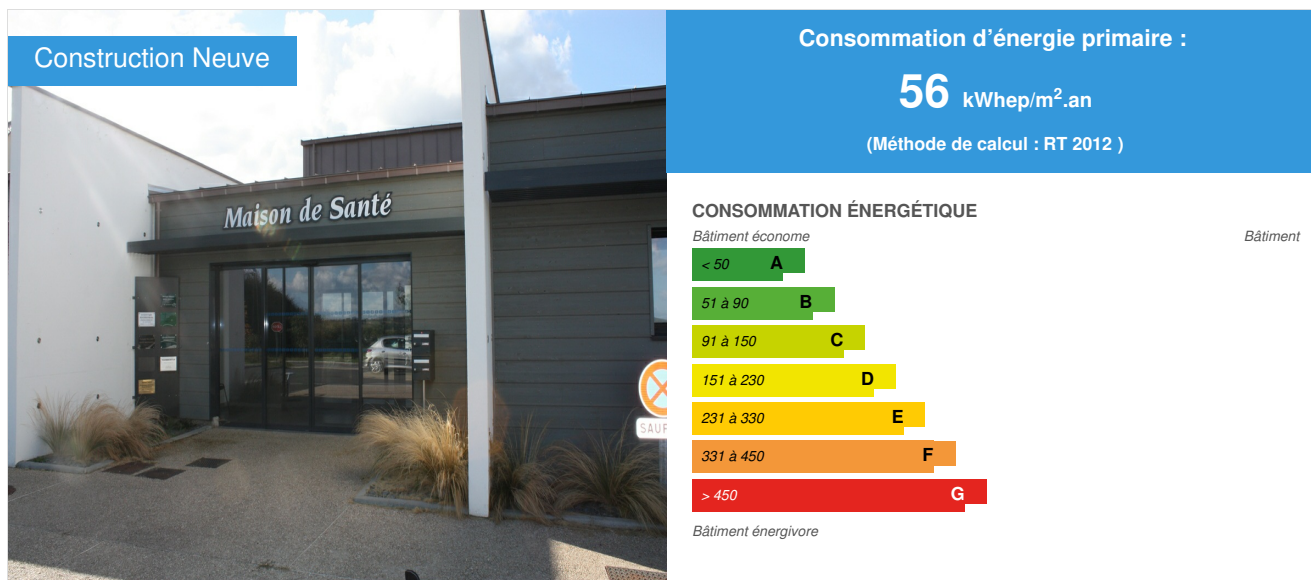 Construction Neuve
Maison de Santé
SAUF
Consommation d'énergie primaire :
56 kWhep/m².an
(Méthode de calcul : RT 2012 )
CONSOMMATION ÉNERGÉTIQUE
Bâtiment économe
Bâtiment
< 50 A
51 à 90 B
91 à 150 C
151 à 230 D
231 à 330 E
331 à 450 F
> 450 G
Bâtiment énergivore